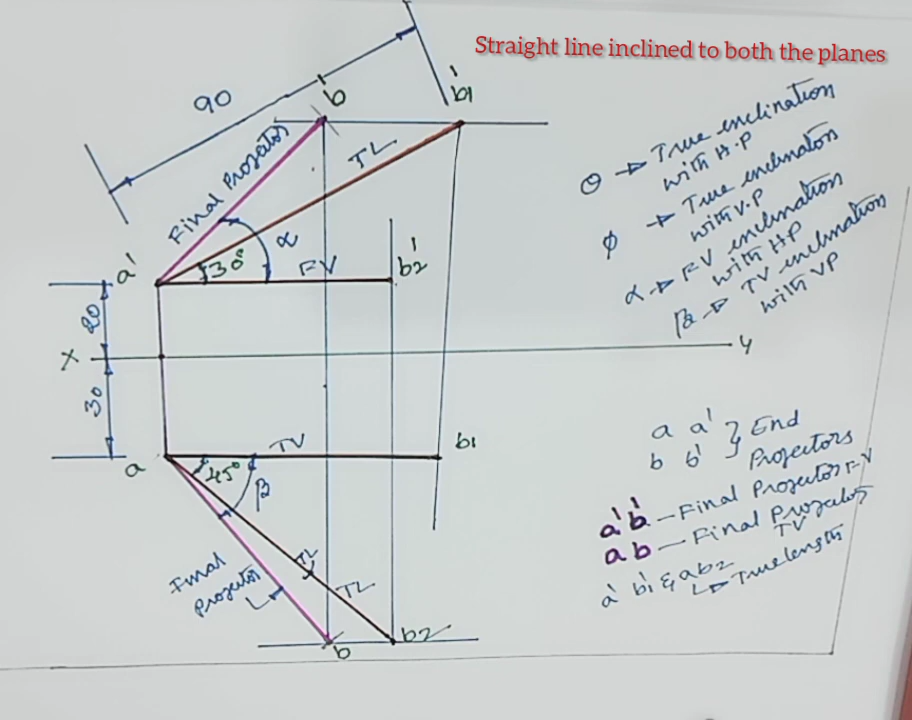 Straight line inclined to both the planes
90
b'
b1'
Final Projector
TL
θ → True inclination
with H.P
ϕ → True inclination
with V.P
α → FV inclination
with HP
β → TV inclination
with VP
a'
30°
α
FV
b2'
20
X
y
30
a
TV
b1
45°
β
a a' } End
b b' } Projectors
a'b' — Final Projector FV
ab — Final Projector
TV
a'b1' & ab2
↳ True length
TL
TL
Final
Projector
b
b2